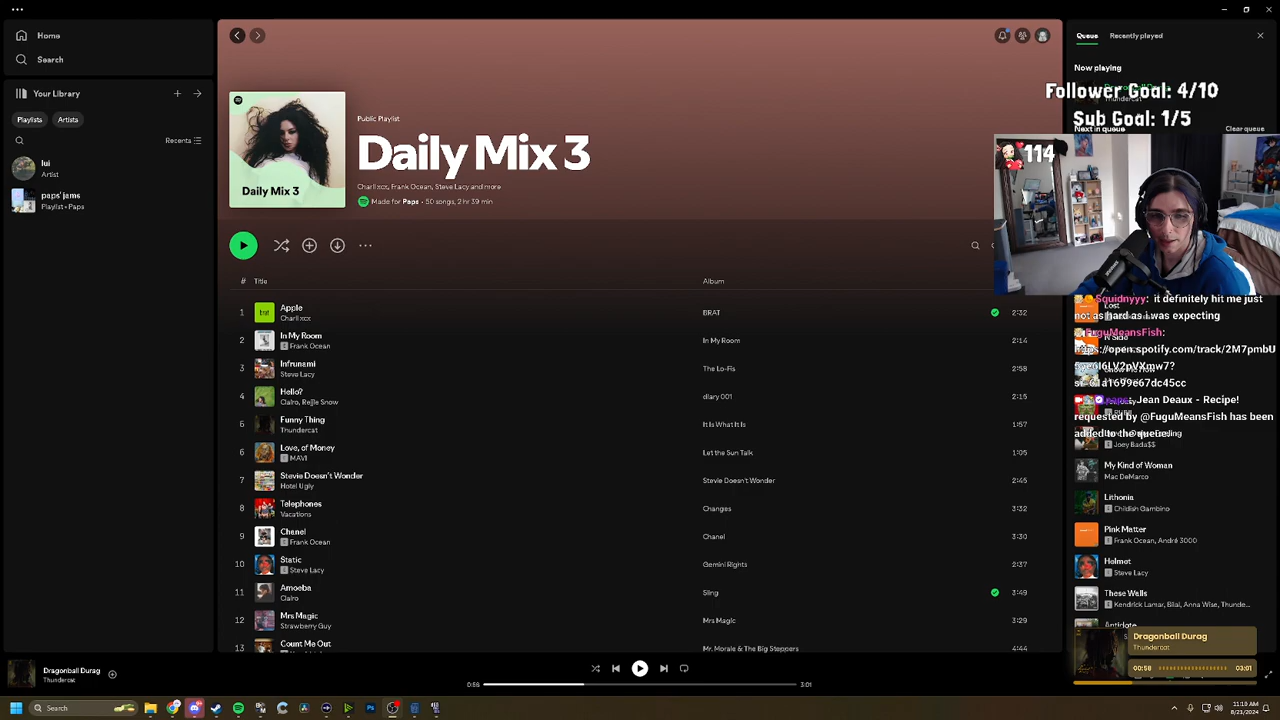 Home
Search
Your Library
Playlists
Artists
Recents
lui
Artist
paps' jams
Playlist • Paps
Daily Mix 3
Public Playlist
Daily Mix 3
Charli xcx, Frank Ocean, Steve Lacy and more
Made for Paps • 50 songs, 2 hr 39 min
# Title Album
1 Apple BRAT 2:32
Charli xcx
2 In My Room In My Room 2:14
E Frank Ocean
3 Infrunami The Lo-Fis 2:58
Steve Lacy
4 Hello? diary 001 2:15
Clairo, Rejjie Snow
5 Funny Thing It Is What It Is 1:57
Thundercat
6 Love, of Money Let the Sun Talk 1:05
E MAVI
7 Stevie Doesn't Wonder Stevie Doesn't Wonder 2:45
Hotel Ugly
8 Telephones Changes 3:32
Vacations
9 Chanel Chanel 3:30
E Frank Ocean
10 Static Gemini Rights 2:37
E Steve Lacy
11 Amoeba Sling 3:49
Clairo
12 Mrs Magic Mrs Magic 3:29
Strawberry Guy
13 Count Me Out Mr. Morale & The Big Steppers 4:44
Queue Recently played
Now playing
Thundercat
Follower Goal: 4/10
Sub Goal: 1/5
Next in queue Clear queue
114
Lost
Squidnyyy: it definitely hit me just
not as hard as i was expecting
FuguMeansFish:
Jean Deaux - Recipe!
requested by @FuguMeansFish has been
added to the queue.
Joey Bada$$
My Kind of Woman
Mac DeMarco
Lithonia
E Childish Gambino
Pink Matter
E Frank Ocean, André 3000
Helmet
E Steve Lacy
These Walls
E Kendrick Lamar, Bilal, Anna Wise, Thunde...
Antidote
Dragonball Durag
Thundercat
00:58 03:01
Dragonball Durag
Thundercat
0:56 3:01
Search
11:10 AM
8/23/2024